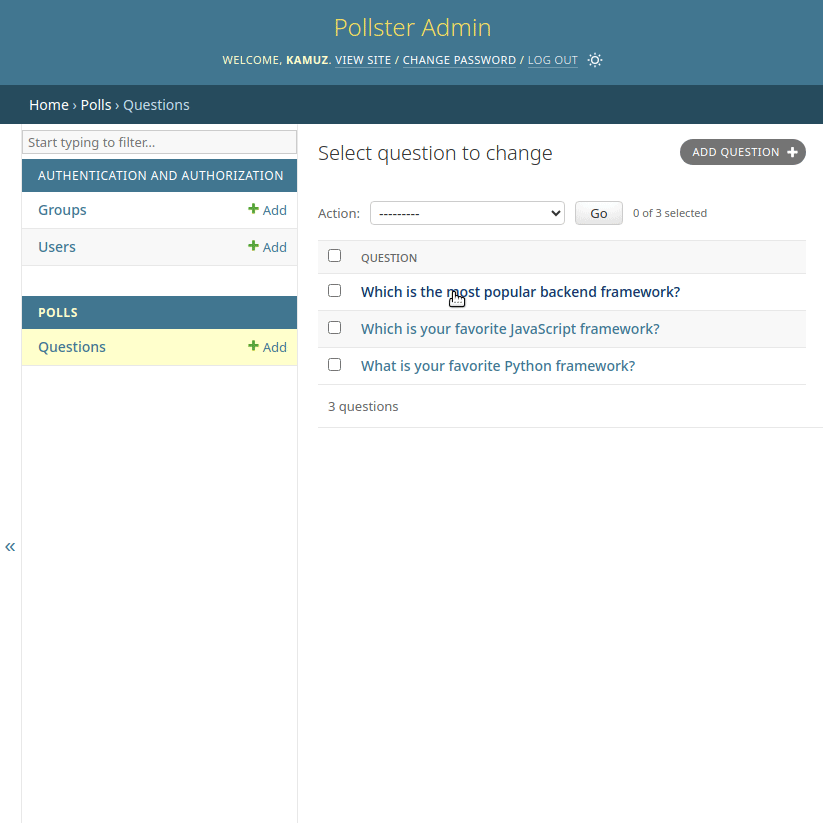 Pollster Admin
WELCOME, KAMUZ. VIEW SITE / CHANGE PASSWORD / LOG OUT
Home › Polls › Questions
Start typing to filter...
AUTHENTICATION AND AUTHORIZATION
Groups
Add
Users
Add
POLLS
Questions
Add
«
Select question to change
ADD QUESTION
Action: --------- Go 0 of 3 selected
QUESTION
Which is the most popular backend framework?
Which is your favorite JavaScript framework?
What is your favorite Python framework?
3 questions